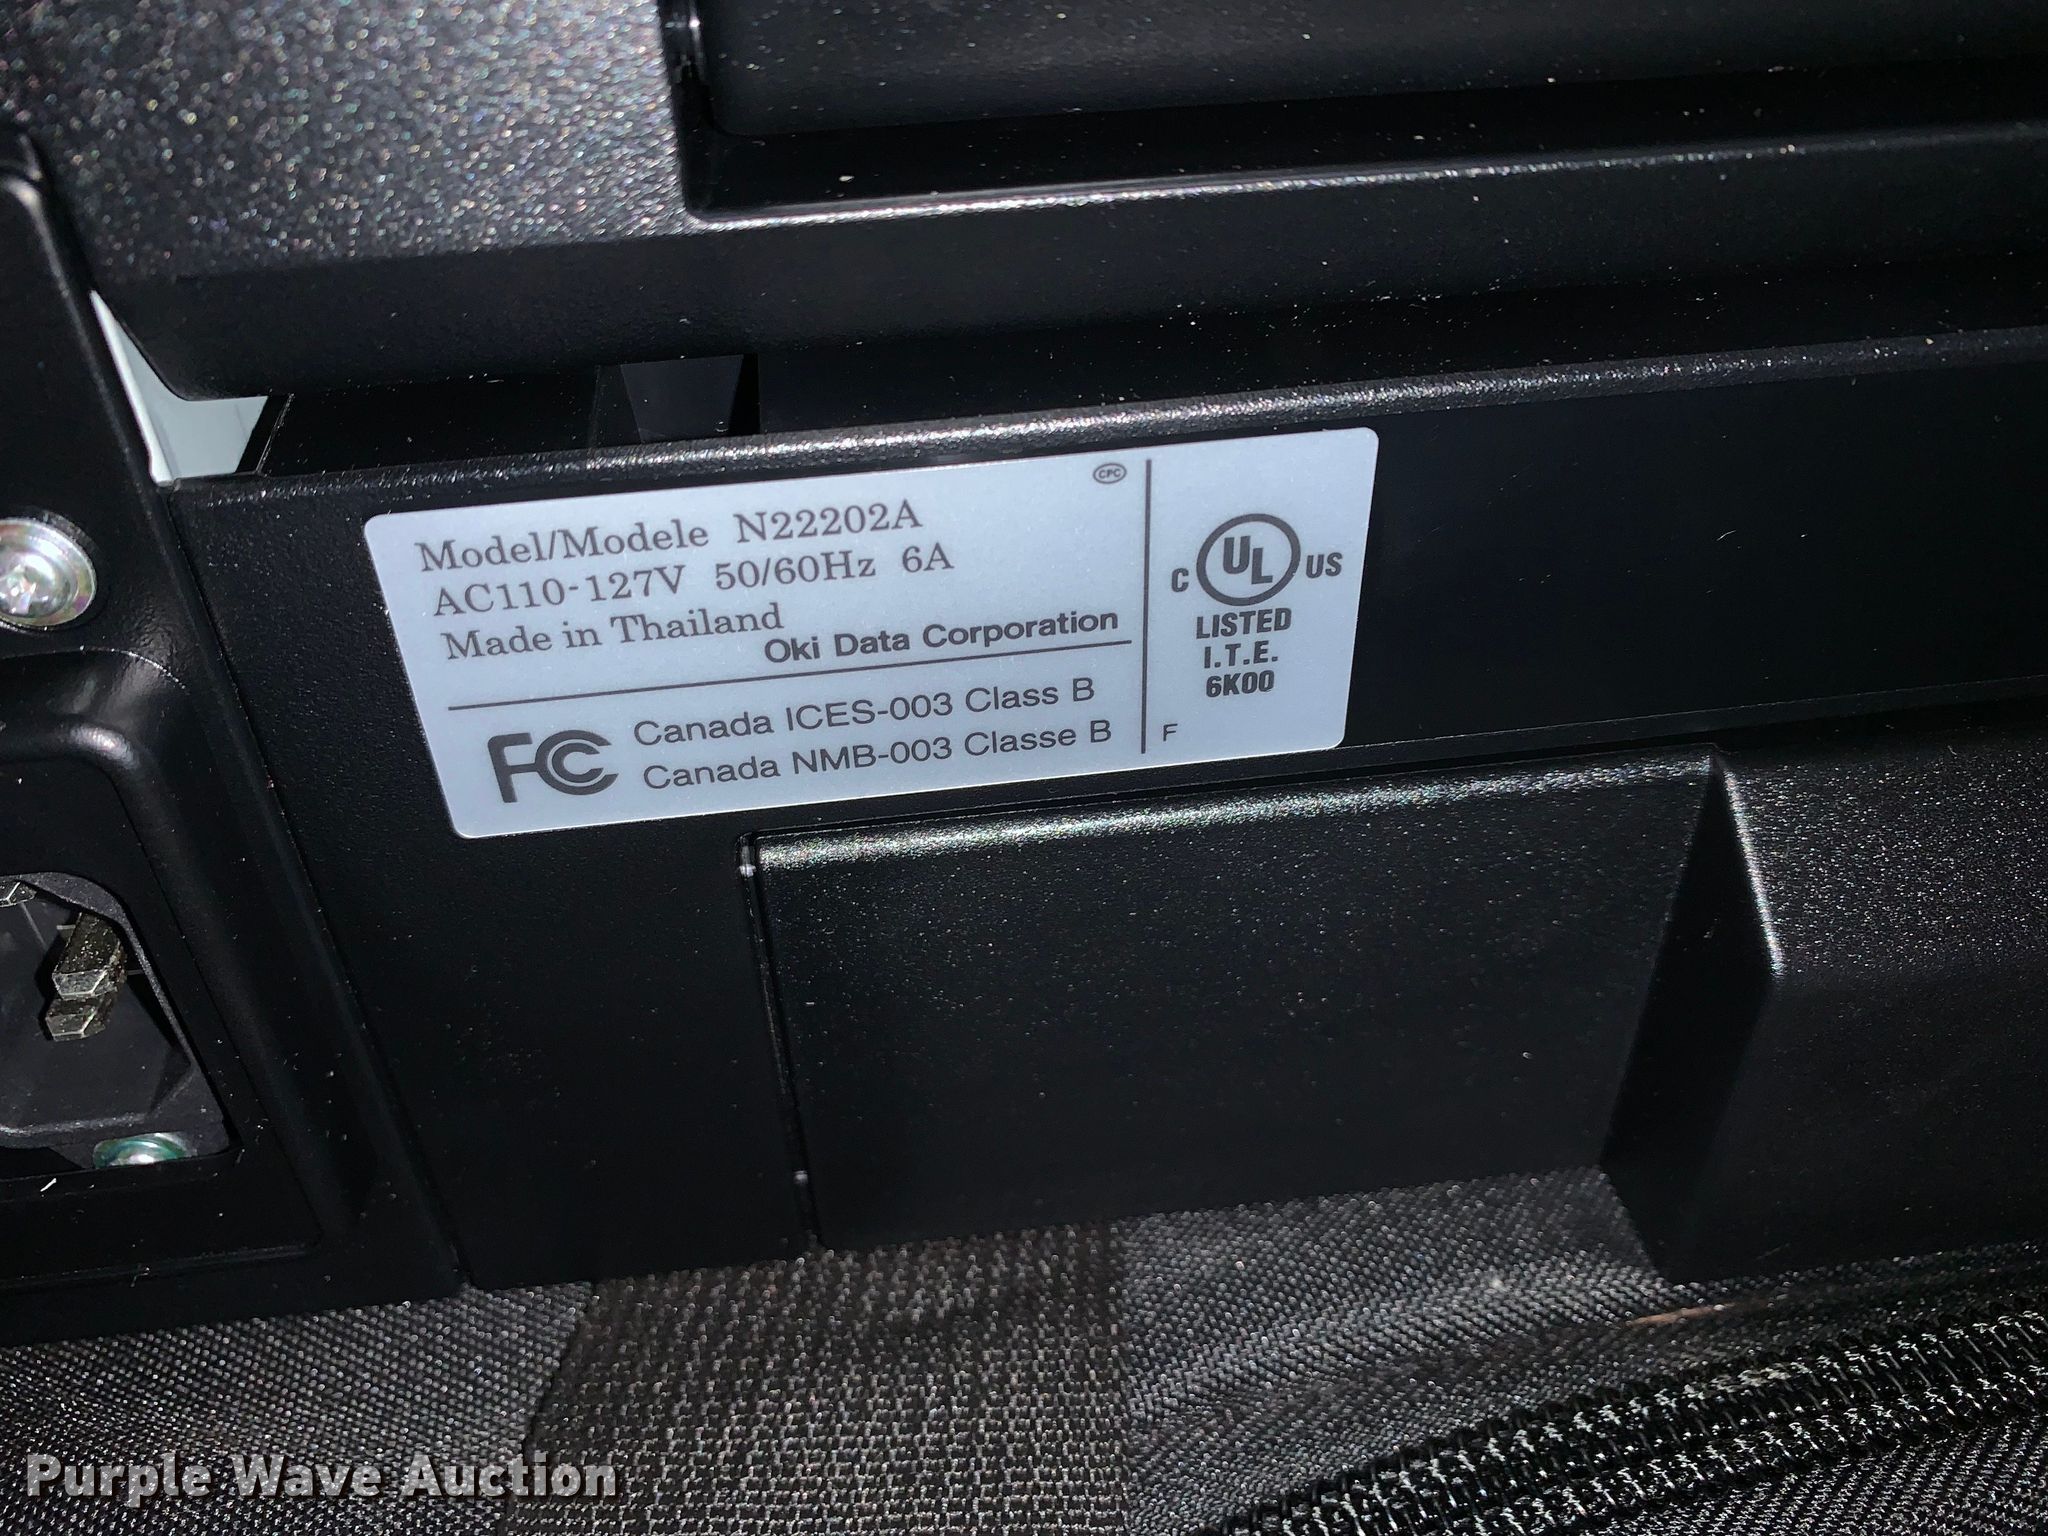 CPC
Model/Modele N22202A
AC110-127V 50/60Hz 6A
Made in Thailand
Oki Data Corporation
FC
Canada ICES-003 Class B
Canada NMB-003 Classe B
C UL US
LISTED
I.T.E.
6K00
F
Purple Wave Auction